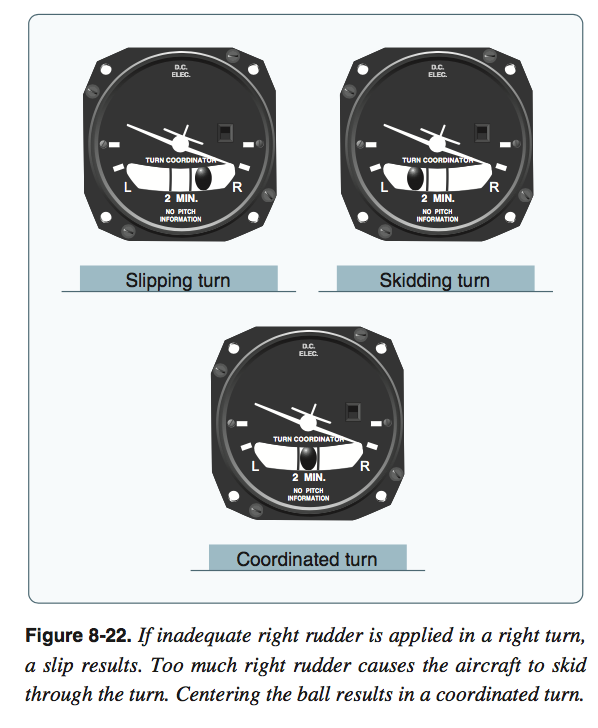 D.C.
ELEC.
TURN COORDINATOR
L
R
2 MIN.
NO PITCH
INFORMATION
Slipping turn
D.C.
ELEC.
TURN COORDINATOR
L
R
2 MIN.
NO PITCH
INFORMATION
Skidding turn
D.C.
ELEC.
TURN COORDINATOR
L
R
2 MIN.
NO PITCH
INFORMATION
Coordinated turn
Figure 8-22. If inadequate right rudder is applied in a right turn,
a slip results. Too much right rudder causes the aircraft to skid
through the turn. Centering the ball results in a coordinated turn.